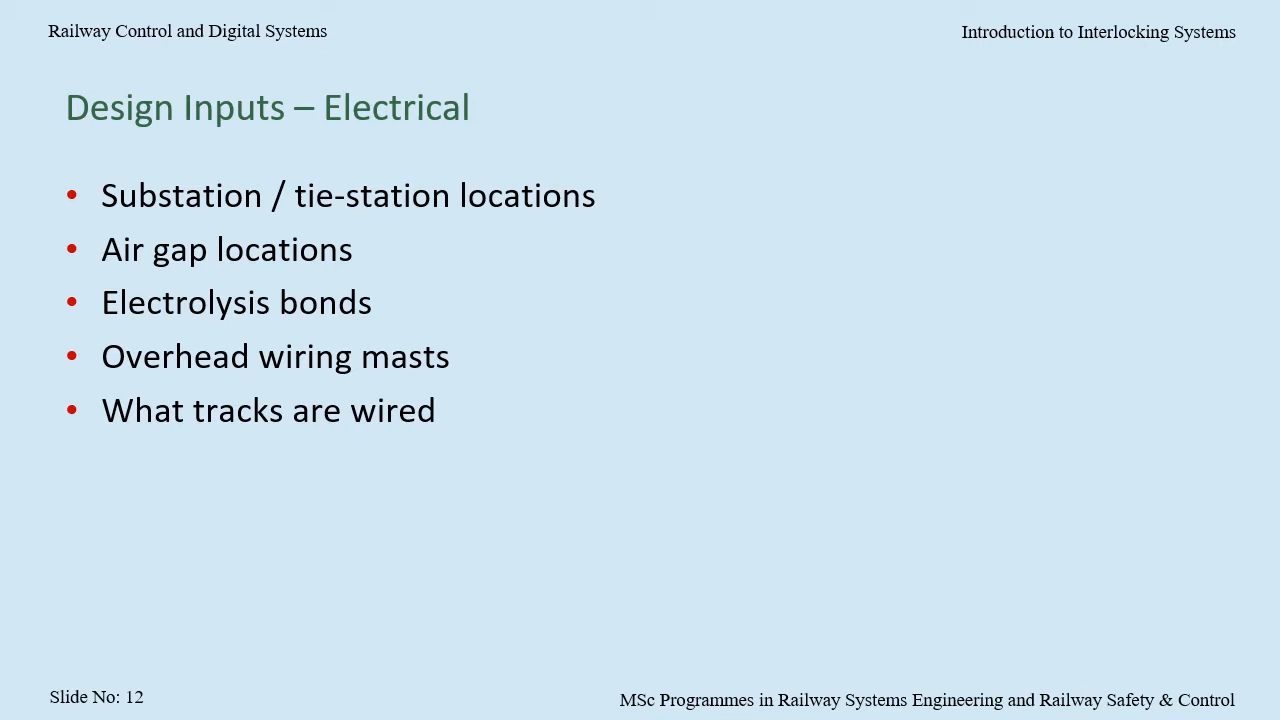 Railway Control and Digital Systems
Introduction to Interlocking Systems
Design Inputs – Electrical
• Substation / tie-station locations
• Air gap locations
• Electrolysis bonds
• Overhead wiring masts
• What tracks are wired
Slide No: 12
MSc Programmes in Railway Systems Engineering and Railway Safety & Control